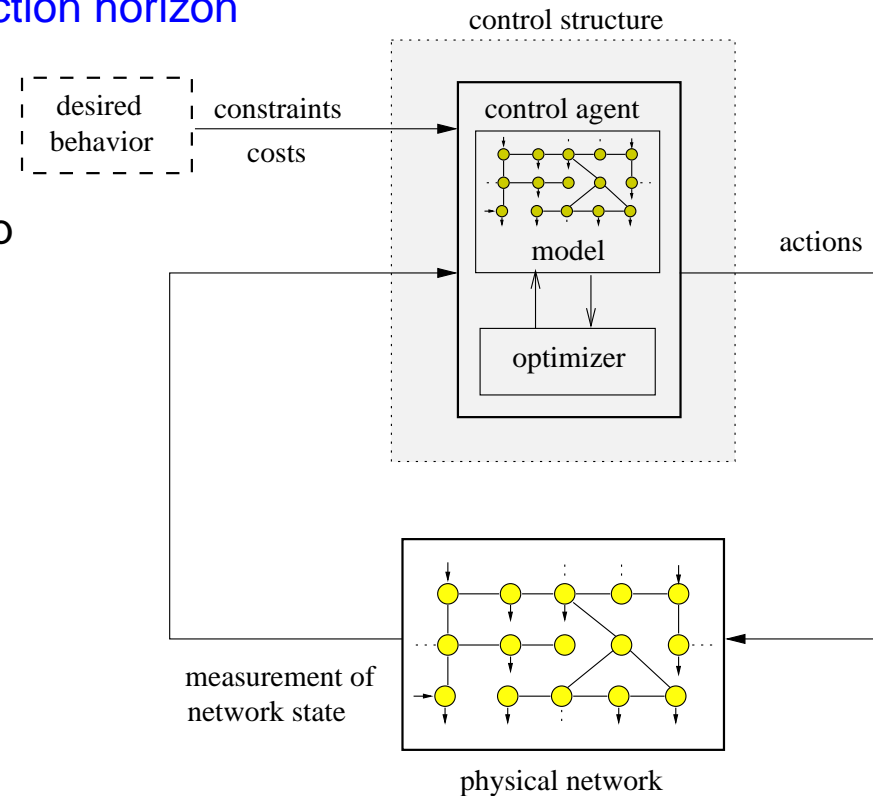 ction horizon
control structure
desired
behavior
constraints
costs
control agent
o
model
actions
optimizer
measurement of
network state
physical network